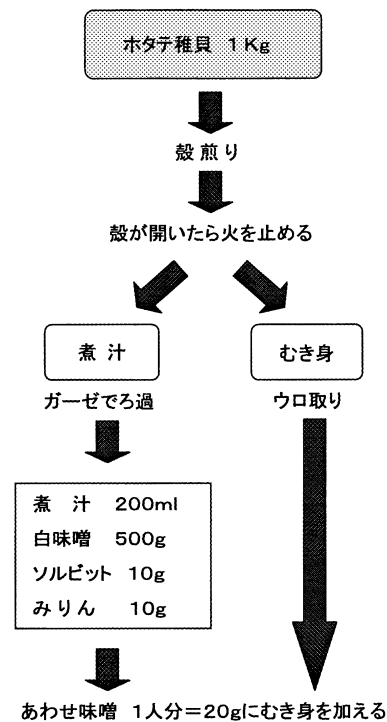 ホタテ稚貝 1Kg
殻煎り
殻が開いたら火を止める
煮汁
むき身
ガーゼでろ過
ウロ取り
煮汁 200ml
白味噌 500g
ソルビット 10g
みりん 10g
あわせ味噌 1人分=20gにむき身を加える